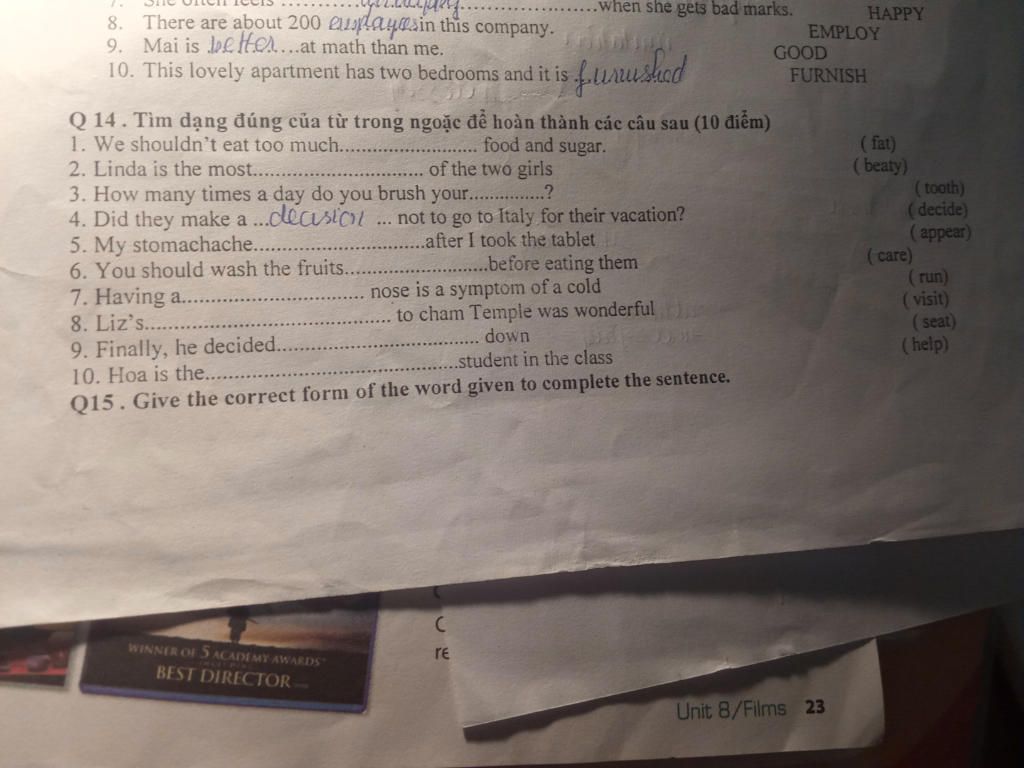 7. She often feels ...........unhappy..............................when she gets bad marks. HAPPY
8. There are about 200 employees in this company. EMPLOY
9. Mai is better...at math than me. GOOD
10. This lovely apartment has two bedrooms and it is furnished FURNISH
Q 14 . Tìm dạng đúng của từ trong ngoặc để hoàn thành các câu sau (10 điểm)
1. We shouldn't eat too much......................... food and sugar. ( fat)
2. Linda is the most............................... of the two girls ( beaty)
3. How many times a day do you brush your..............? ( tooth)
4. Did they make a ...decision ... not to go to Italy for their vacation? ( decide)
5. My stomachache...............................after I took the tablet ( appear)
6. You should wash the fruits..........................before eating them ( care)
7. Having a................................. nose is a symptom of a cold ( run)
8. Liz's............................................. to cham Temple was wonderful ( visit)
9. Finally, he decided..................................... down ( seat)
10. Hoa is the..............................................student in the class ( help)
Q15 . Give the correct form of the word given to complete the sentence.
WINNER OF 5 ACADEMY AWARDS
BEST DIRECTOR
C
re
Unit 8/Films 23